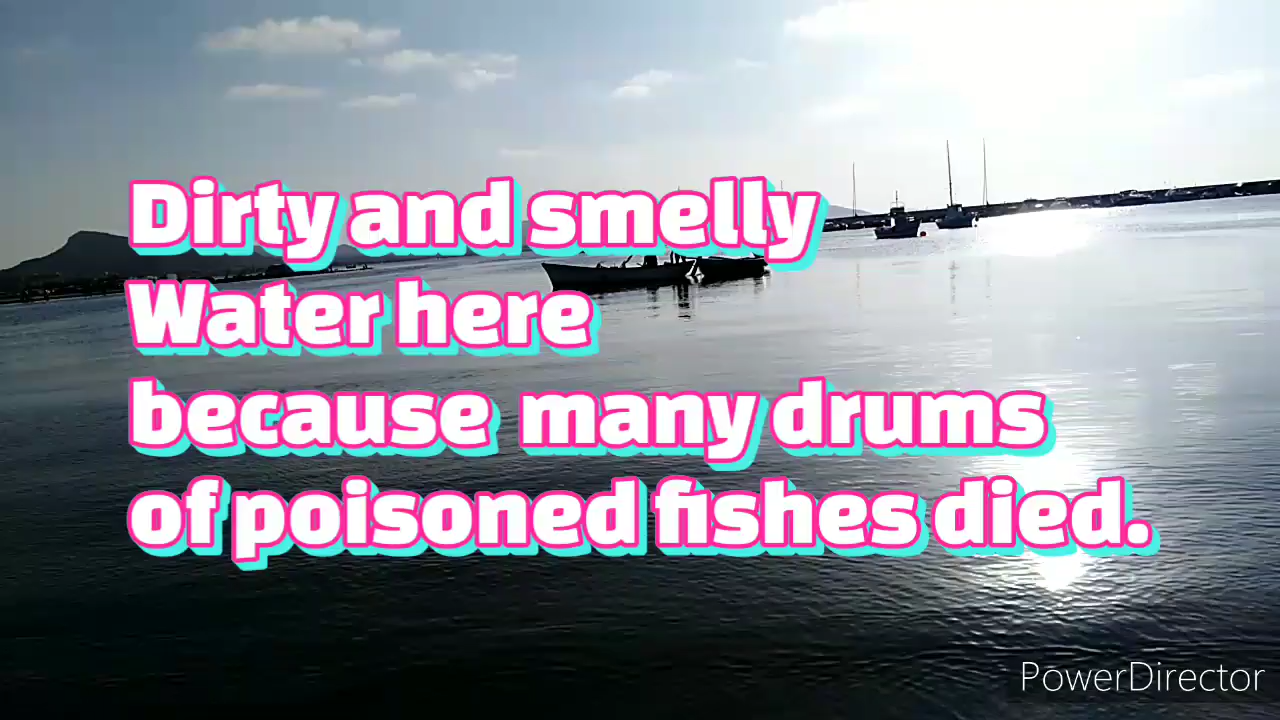 Dirty and smelly
Water here
because many drums
of poisoned fishes died.
PowerDirector